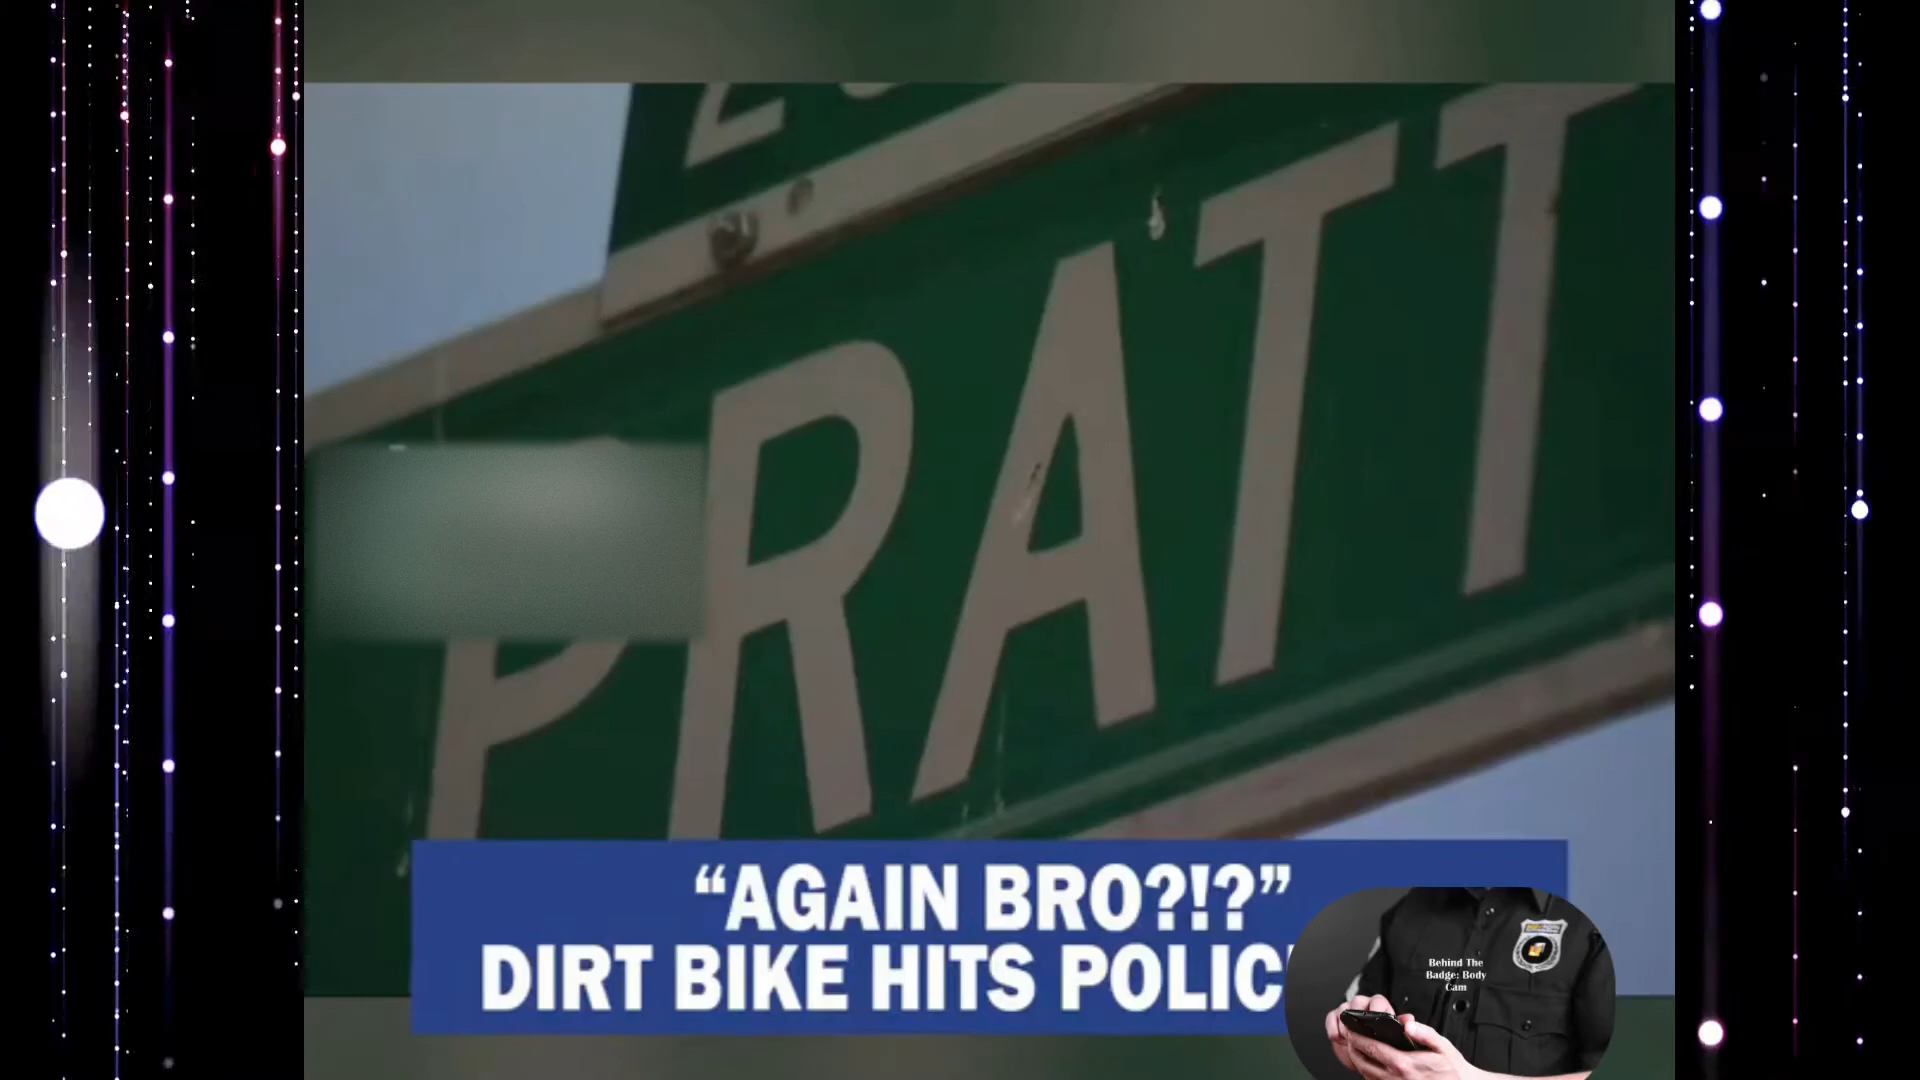 PRATT
“AGAIN BRO?!?”
DIRT BIKE HITS POLIC
Behind The
Badge: Body
Cam